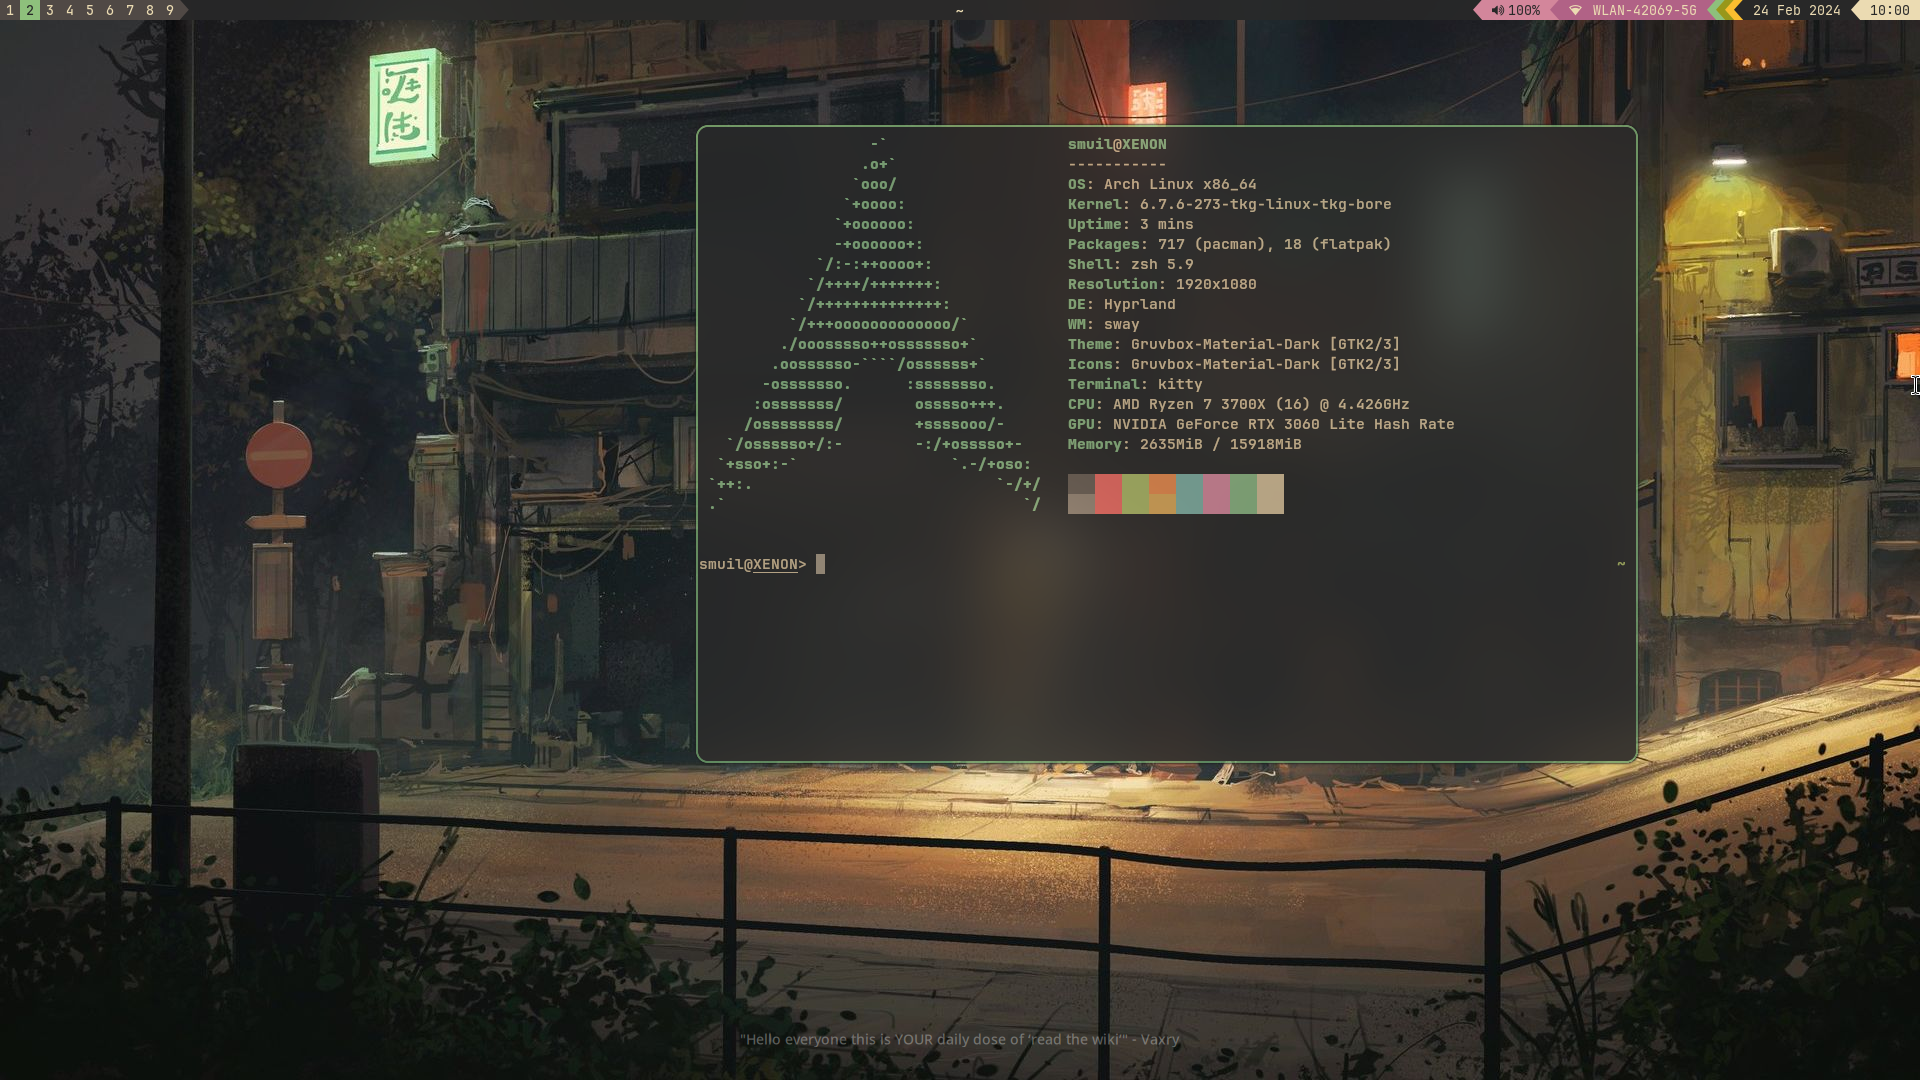 1 2 3 4 5 6 7 8 9
~
100%
WLAN-42069-5G
24 Feb 2024
10:00
-`
.o+`
`ooo/
`+oooo:
`+oooooo:
-+oooooo+:
`/:-:++oooo+:
`/++++/+++++++:
`/++++++++++++++:
`/+++ooooooooooooo/`
./ooosssso++osssssso+`
.oossssso-````/ossssss+`
-osssssso.      :ssssssso.
:osssssss/        osssso+++.
/ossssssss/        +ssssooo/-
`/ossssso+/:-        -:/+osssso+-
`+sso+:-`                 `.-/+oso:
`++:.                           `-/+/
.`                                 `/
smuil@XENON
-----------
OS: Arch Linux x86_64
Kernel: 6.7.6-273-tkg-linux-tkg-bore
Uptime: 3 mins
Packages: 717 (pacman), 18 (flatpak)
Shell: zsh 5.9
Resolution: 1920x1080
DE: Hyprland
WM: sway
Theme: Gruvbox-Material-Dark [GTK2/3]
Icons: Gruvbox-Material-Dark [GTK2/3]
Terminal: kitty
CPU: AMD Ryzen 7 3700X (16) @ 4.426GHz
GPU: NVIDIA GeForce RTX 3060 Lite Hash Rate
Memory: 2635MiB / 15918MiB
smuil@XENON> ~
"Hello everyone this is YOUR daily dose of 'read the wiki'" - Vaxry